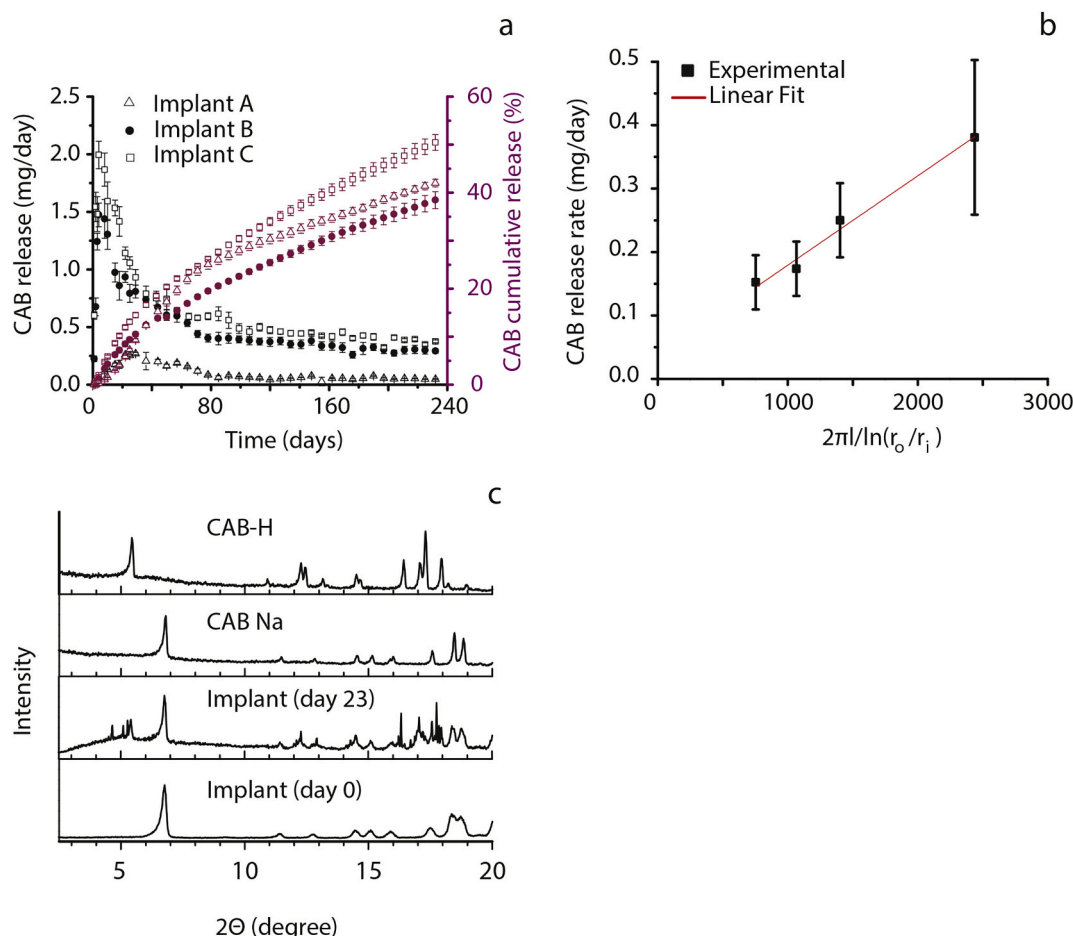 a
2.5
2.0
1.5
1.0
0.5
0.0
CAB release (mg/day)
Implant A
Implant B
Implant C
60
40
20
0
CAB cumulative release (%)
0 80 160 240
Time (days)
b
0.5
0.4
0.3
0.2
0.1
0.0
CAB release rate (mg/day)
Experimental
Linear Fit
0 1000 2000 3000
2πl/ln(ro/ri)
c
Intensity
CAB-H
CAB Na
Implant (day 23)
Implant (day 0)
5 10 15 20
2Θ (degree)